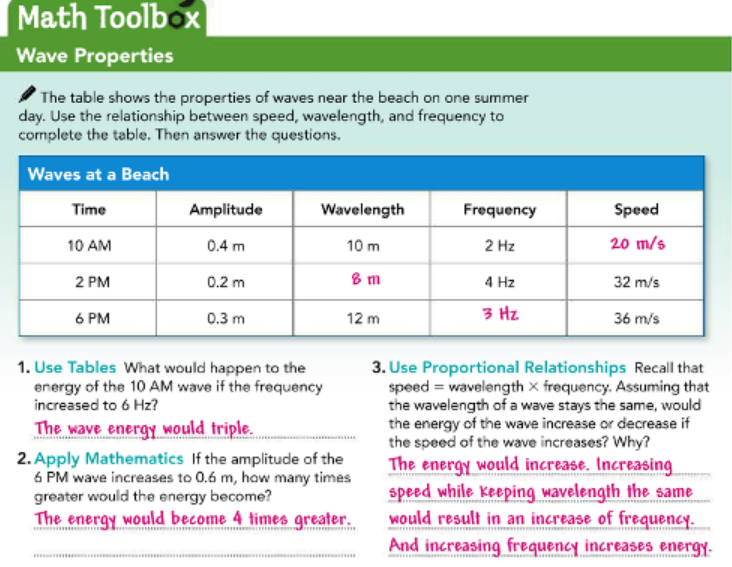 Math Toolbox
Wave Properties
The table shows the properties of waves near the beach on one summer
day. Use the relationship between speed, wavelength, and frequency to
complete the table. Then answer the questions.
Waves at a Beach
Time Amplitude Wavelength Frequency Speed
10 AM 0.4 m 10 m 2 Hz 20 m/s
2 PM 0.2 m 8 m 4 Hz 32 m/s
6 PM 0.3 m 12 m 3 Hz 36 m/s
1. Use Tables What would happen to the
energy of the 10 AM wave if the frequency
increased to 6 Hz?
The wave energy would triple.
2. Apply Mathematics If the amplitude of the
6 PM wave increases to 0.6 m, how many times
greater would the energy become?
The energy would become 4 times greater.
3. Use Proportional Relationships Recall that
speed = wavelength × frequency. Assuming that
the wavelength of a wave stays the same, would
the energy of the wave increase or decrease if
the speed of the wave increases? Why?
The energy would increase. Increasing
speed while keeping wavelength the same
would result in an increase of frequency.
And increasing frequency increases energy.